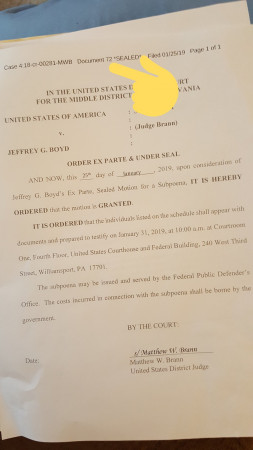 Case 4:18-cr-00291-MWB Document 72 *SEALED* Filed 01/25/19 Page 1 of 1
IN THE UNITED STATES RT
FOR THE MIDDLE DISTRIC VANIA
UNITED STATES OF AMERICA :
v. : (Judge Brann)
:
JEFFREY G. BOYD :
ORDER EX PARTE & UNDER SEAL
AND NOW, this 25th day of January, 2019, upon consideration of
Jeffrey G. Boyd's Ex Parte, Sealed Motion for a Subpoena, IT IS HEREBY
ORDERED that the motion is GRANTED.
IT IS ORDERED that the individuals listed on the schedule shall appear with
documents and prepared to testify on January 31, 2019, at 10:00 a.m. at Courtroom
One, Fourth Floor, United States Courthouse and Federal Building, 240 West Third
Street, Williamsport, PA 17701.
The subpoena may be issued and served by the Federal Public Defender's
Office. The costs incurred in connection with the subpoena shall be borne by the
government.
BY THE COURT:
s/ Matthew W. Brann
Date: Matthew W. Brann
United States District Judge